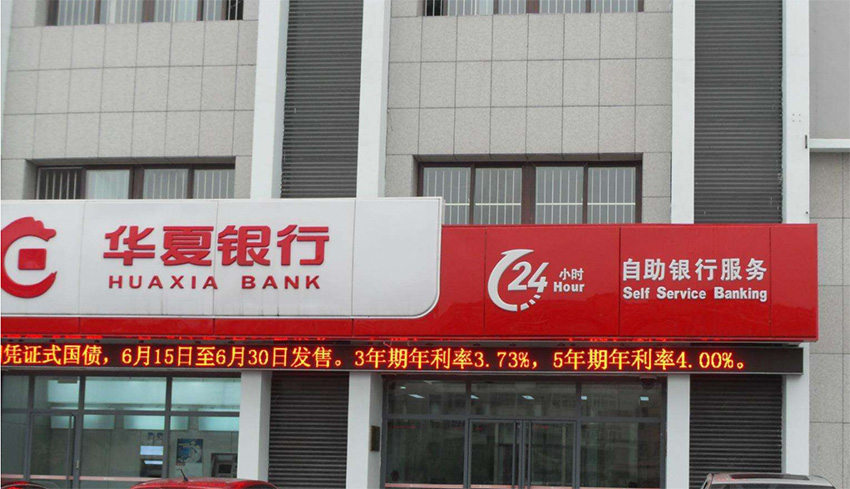 华夏银行
HUAXIA BANK
24
小时
Hour
自助银行服务
Self Service Banking
凭证式国债，6月15日至6月30日发售。3年期年利率3.73%，5年期年利率4.00%。